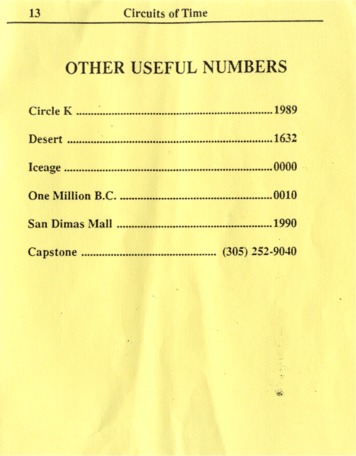 13 Circuits of Time
OTHER USEFUL NUMBERS
Circle K ............................................................1989
Desert ................................................................1632
Iceage .................................................................0000
One Million B.C. ................................................0010
San Dimas Mall .................................................1990
Capstone .......................................... (305) 252-9040